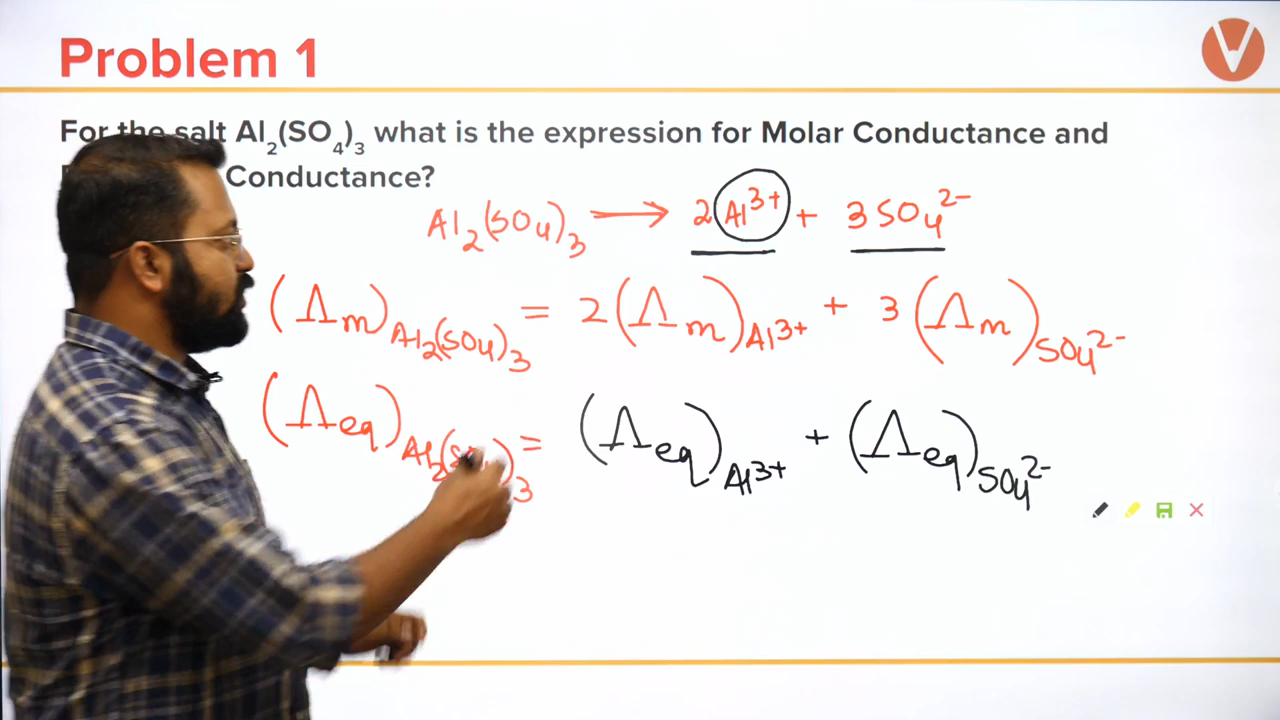 Problem 1
For the salt Al₂(SO₄)₃ what is the expression for Molar Conductance and
Conductance?
Al₂(SO₄)₃ ⟶ 2Al³⁺ + 3SO₄²⁻
(Λm)Al₂(SO₄)₃ = 2(Λm)Al³⁺ + 3(Λm)SO₄²⁻
(Λeq)Al₂(SO₄)₃ = (Λeq)Al³⁺ + (Λeq)SO₄²⁻